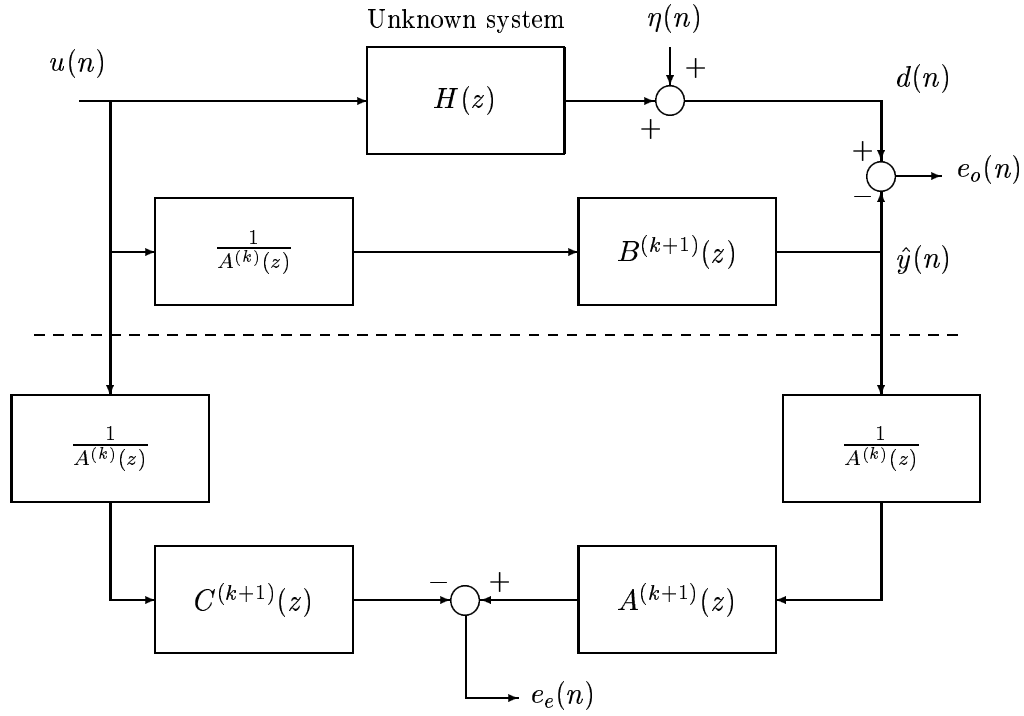 Unknown system
η(n)
u(n)
+
d(n)
H(z)
+
+
e_o(n)
−
1/A^{(k)}(z)
B^{(k+1)}(z)
ŷ(n)
1/A^{(k)}(z)
1/A^{(k)}(z)
− +
C^{(k+1)}(z)
A^{(k+1)}(z)
e_e(n)